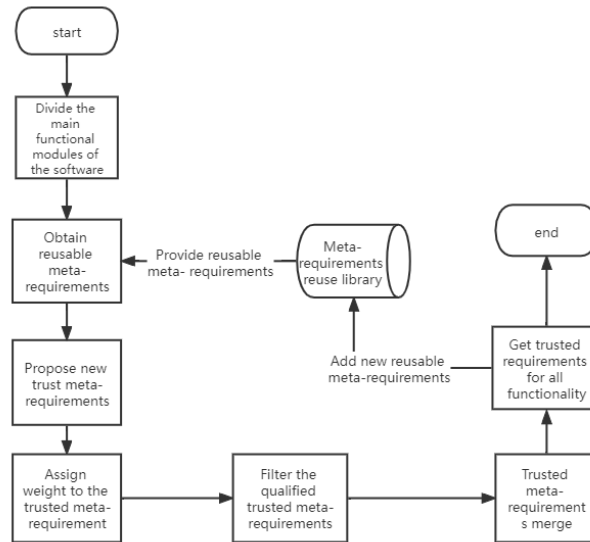 start
Divide the
main
functional
modules of
the software
Obtain
reusable
meta-
requirements
Provide reusable
meta- requirements
Meta-
requirements
reuse library
end
Propose new
trust meta-
requirements
Add new reusable
meta-requirements
Get trusted
requirements
for all
functionality
Assign
weight to the
trusted meta-
requirement
Filter the
qualified
trusted meta-
requirements
Trusted
meta-
requirement
s merge